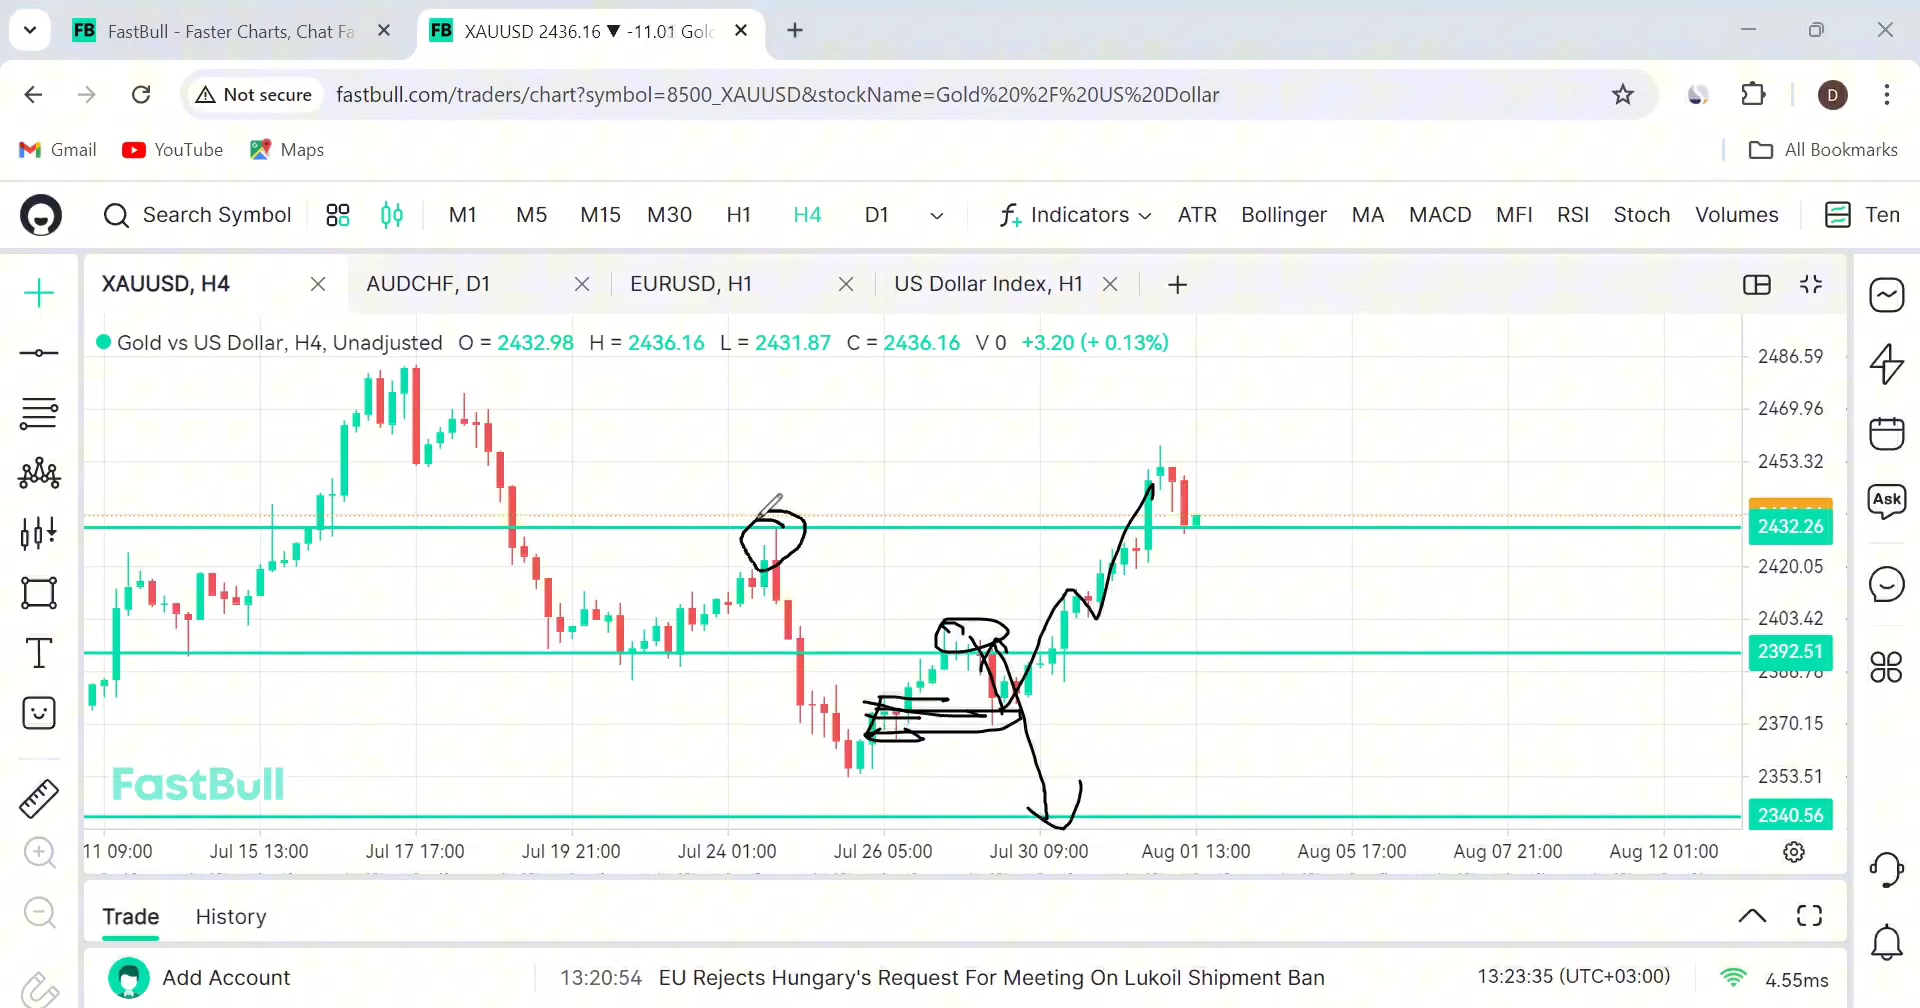 FB FastBull - Faster Charts, Chat Fa
FB XAUUSD 2436.16 ▼ -11.01 Gol
Not secure fastbull.com/traders/chart?symbol=8500_XAUUSD&stockName=Gold%20%2F%20US%20Dollar D
Gmail YouTube Maps All Bookmarks
Search Symbol M1 M5 M15 M30 H1 H4 D1 Indicators ATR Bollinger MA MACD MFI RSI Stoch Volumes Ten
XAUUSD, H4 AUDCHF, D1 EURUSD, H1 US Dollar Index, H1
Gold vs US Dollar, H4, Unadjusted O = 2432.98 H = 2436.16 L = 2431.87 C = 2436.16 V 0 +3.20 (+ 0.13%)
2486.59
2469.96
2453.32
Ask
2432.26
2420.05
2403.42
2392.51
2370.15
2353.51
2340.56
FastBull
11 09:00 Jul 15 13:00 Jul 17 17:00 Jul 19 21:00 Jul 24 01:00 Jul 26 05:00 Jul 30 09:00 Aug 01 13:00 Aug 05 17:00 Aug 07 21:00 Aug 12 01:00
Trade History
Add Account 13:20:54 EU Rejects Hungary's Request For Meeting On Lukoil Shipment Ban 13:23:35 (UTC+03:00) 4.55ms